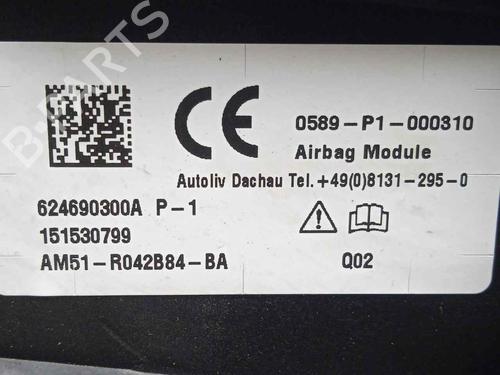 B-PARTS
CE
0589-P1-000310
Airbag Module
Autoliv Dachau Tel.+49(0)8131-295-0
624690300A P-1
151530799
AM51-R042B84-BA
Q02